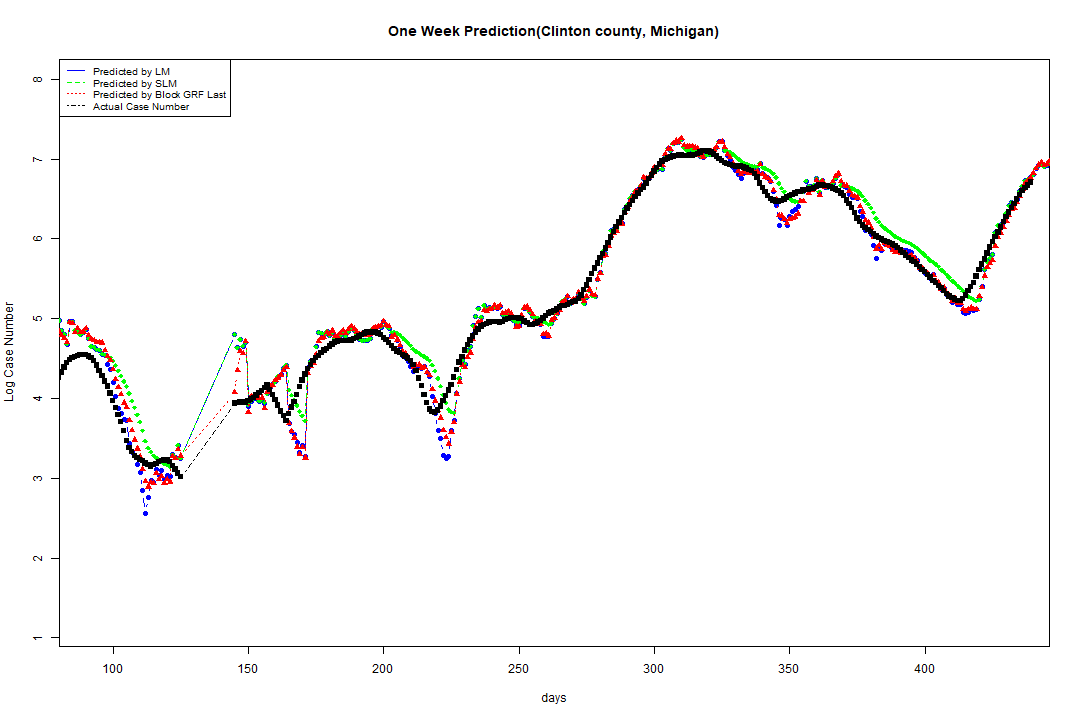 One Week Prediction(Clinton county, Michigan)
Predicted by LM
Predicted by SLM
Predicted by Block GRF Last
Actual Case Number
Log Case Number
8
7
6
5
4
3
2
1
100 150 200 250 300 350 400
days